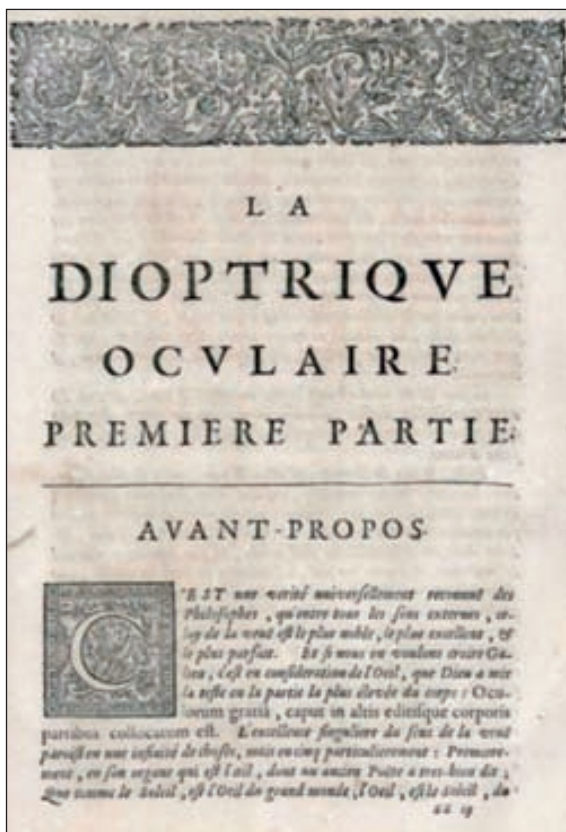 LA
DIOPTRIQVE
OCVLAIRE
PREMIERE PARTIE
AVANT-PROPOS.
C'EST une verité universellement reconnuë des
Philosophes, qu'entre tous les sens externes, ce-
luy de la veuë est le plus noble, le plus excellent, &
le plus parfait. Et si nous en voulons croire Ga-
lien, c'est en consideration de l'Oeil, que Dieu a mis
la teste en la partie la plus élevée du corps: Ocu-
lorum gratiâ, caput in altis editisque corporis
partibus collocatum est. L'excellence singuliere du sens de la veuë
paroist en une infinité de choses, mais en cinq particulierement: Premiere-
ment, en son organe qui est l'œil, dont un ancien Poëte a tres-bien dit;
Que comme le Soleil, est l'Oeil du grand monde, l'Oeil, est le Soleil, du